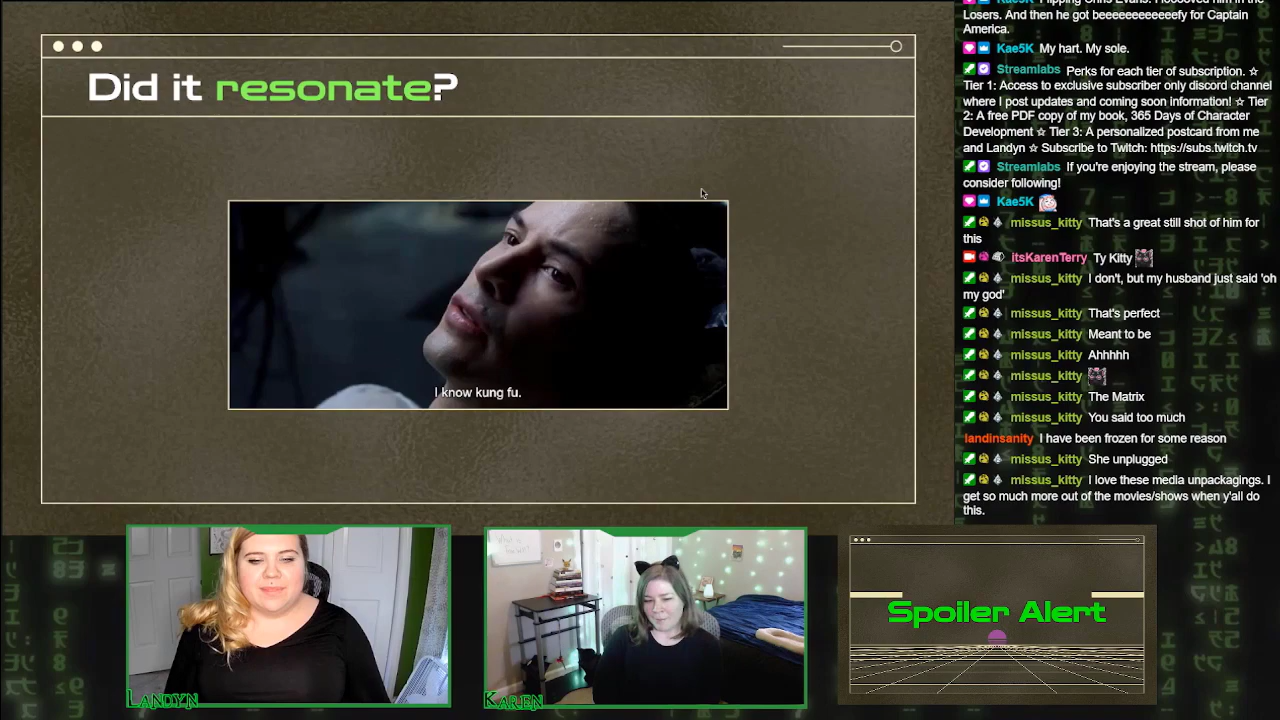 Did it resonate?
I know kung fu.
Losers. And then he got beeeeeeeeeeefy for Captain
America.
Kae5K My hart. My sole.
Streamlabs Perks for each tier of subscription. ☆
Tier 1: Access to exclusive subscriber only discord channel
where I post updates and coming soon information! ☆ Tier
2: A free PDF copy of my book, 365 Days of Character
Development ☆ Tier 3: A personalized postcard from me
and Landyn ☆ Subscribe to Twitch: https://subs.twitch.tv
Streamlabs If you're enjoying the stream, please
consider following!
Kae5K
missus_kitty That's a great still shot of him for
this
itsKarenTerry Ty Kitty
missus_kitty I don't, but my husband just said 'oh
my god'
missus_kitty That's perfect
missus_kitty Meant to be
missus_kitty Ahhhhh
missus_kitty
missus_kitty The Matrix
missus_kitty You said too much
landinsanity I have been frozen for some reason
missus_kitty She unplugged
missus_kitty I love these media unpackagings. I
get so much more out of the movies/shows when y'all do
this.
Landyn
Karen
Spoiler Alert